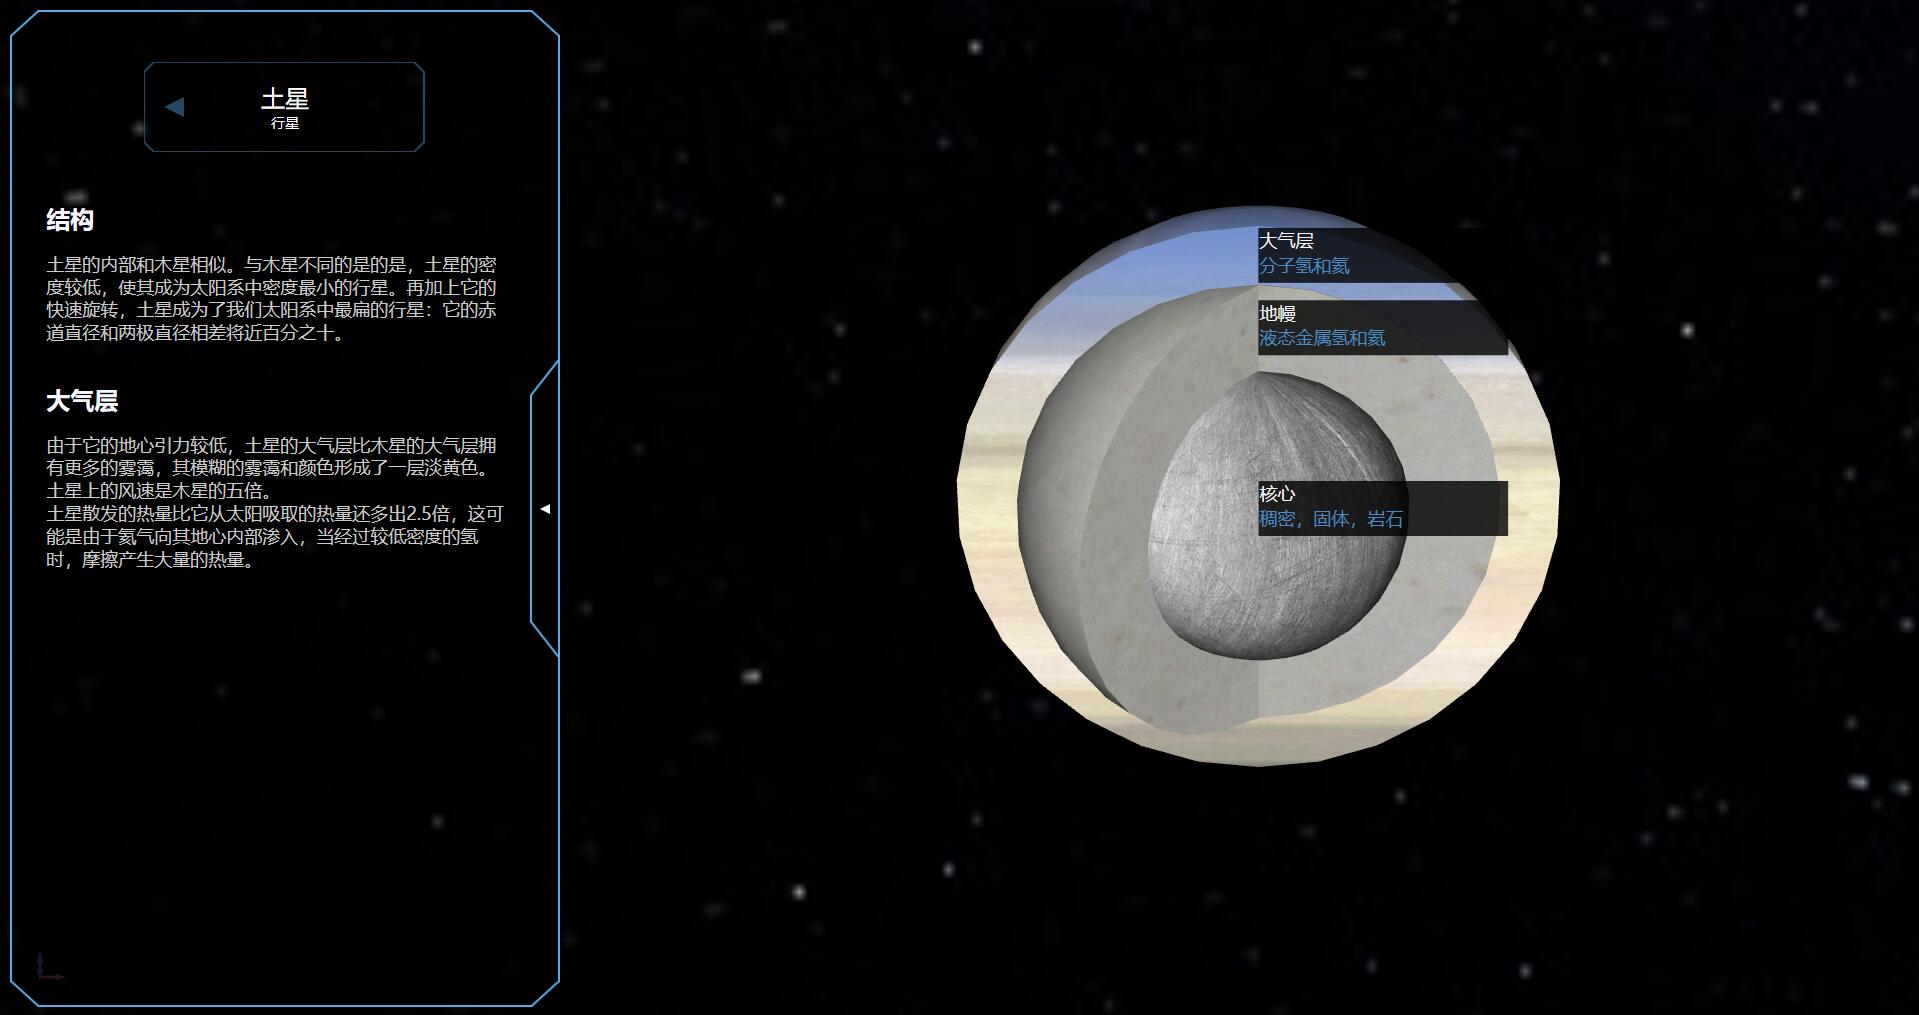 土星
行星
结构
土星的内部和木星相似。与木星不同的是的是，土星的密
度较低，使其成为太阳系中密度最小的行星。再加上它的
快速旋转，土星成为了我们太阳系中最扁的行星：它的赤
道直径和两极直径相差将近百分之十。
大气层
由于它的地心引力较低，土星的大气层比木星的大气层拥
有更多的雾霭，其模糊的雾霭和颜色形成了一层淡黄色。
土星上的风速是木星的五倍。
土星散发的热量比它从太阳吸取的热量还多出2.5倍，这可
能是由于氦气向其地心内部渗入，当经过较低密度的氢
时，摩擦产生大量的热量。
大气层
分子氢和氦
地幔
液态金属氢和氦
核心
稠密，固体，岩石